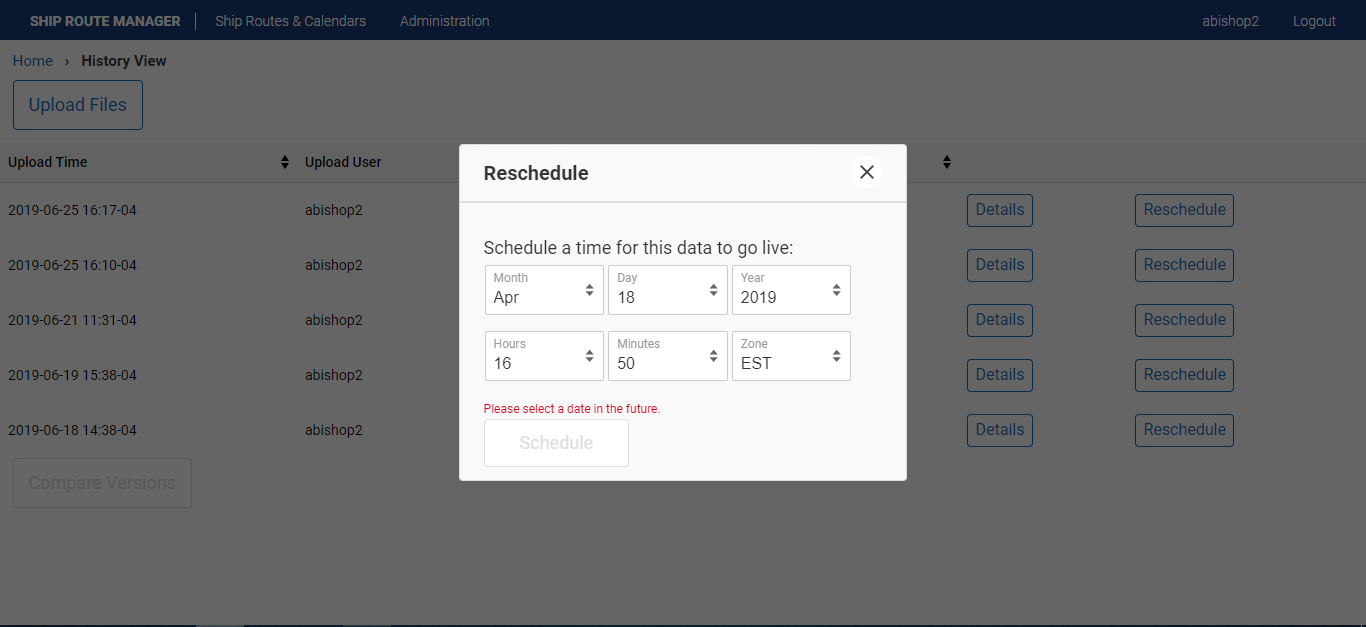 SHIP ROUTE MANAGER Ship Routes & Calendars Administration abishop2 Logout
Home › History View
Upload Files
Upload Time Upload User
2019-06-25 16:17-04 abishop2 Details Reschedule
2019-06-25 16:10-04 abishop2 Details Reschedule
2019-06-21 11:31-04 abishop2 Details Reschedule
2019-06-19 15:38-04 abishop2 Details Reschedule
2019-06-18 14:38-04 abishop2 Details Reschedule
Compare Versions
Reschedule
Schedule a time for this data to go live:
Month Day Year
Apr 18 2019
Hours Minutes Zone
16 50 EST
Please select a date in the future.
Schedule